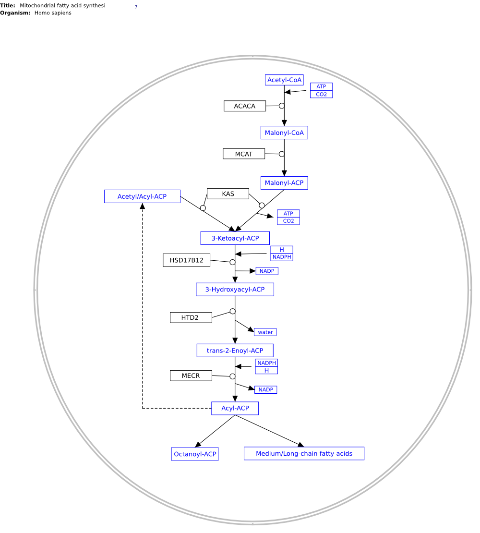 Title: Mitochondrial fatty acid synthesi
Organism: Homo sapiens
Acetyl-CoA
ATP
CO2
ACACA
Malonyl-CoA
MCAT
Malonyl-ACP
KAS
Acetyl/Acyl-ACP
ATP
CO2
3-Ketoacyl-ACP
H
NADPH
HSD17B12
NADP
3-Hydroxyacyl-ACP
HTD2
water
trans-2-Enoyl-ACP
NADPH
H
MECR
NADP
Acyl-ACP
Octanoyl-ACP
Medium/Long chain fatty acids